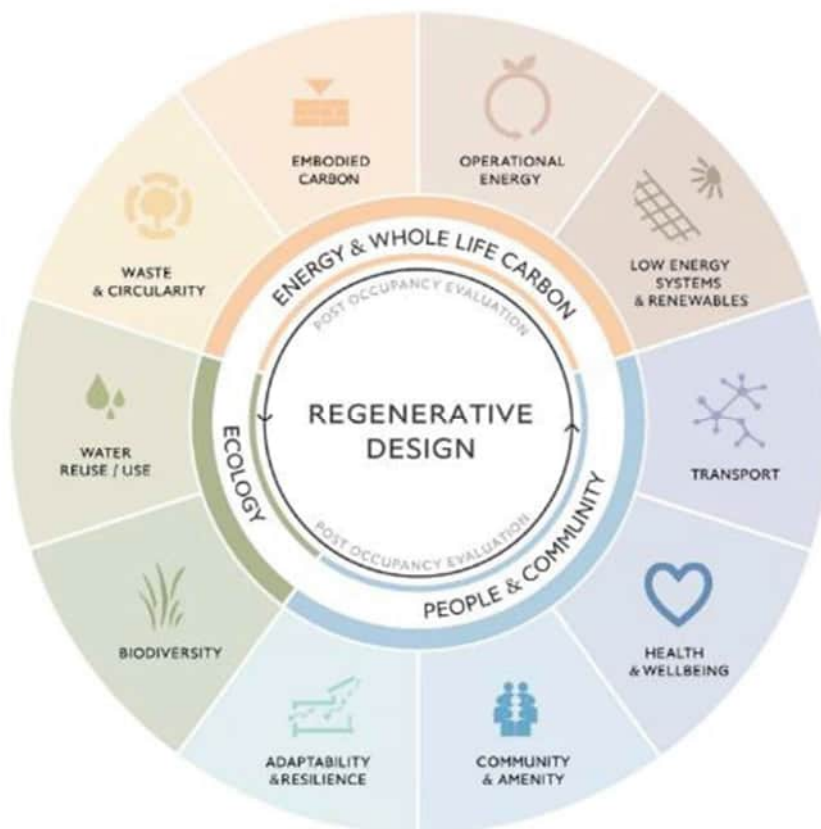 EMBODIED
CARBON
OPERATIONAL
ENERGY
LOW ENERGY
SYSTEMS
& RENEWABLES
TRANSPORT
HEALTH
& WELLBEING
COMMUNITY
& AMENITY
ADAPTABILITY
&RESILIENCE
BIODIVERSITY
WATER
REUSE / USE
WASTE
& CIRCULARITY
ENERGY & WHOLE LIFE CARBON
PEOPLE & COMMUNITY
ECOLOGY
POST OCCUPANCY EVALUATION
REGENERATIVE
DESIGN
POST OCCUPANCY EVALUATION